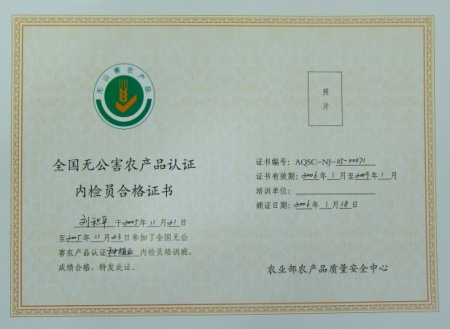 无公害农产品
全国无公害农产品认证
内检员合格证书
于2005年11月21日
至2005年11月23日参加了全国无公
害农产品认证种植业内检员培训班，
成绩合格，特发此证。
照
片
证书编号：AQSC-NJ-05-00071
证书有效期：2006年1月至2009年1月
培训单位：
颁证日期：2006年1月18日
农业部农产品质量安全中心